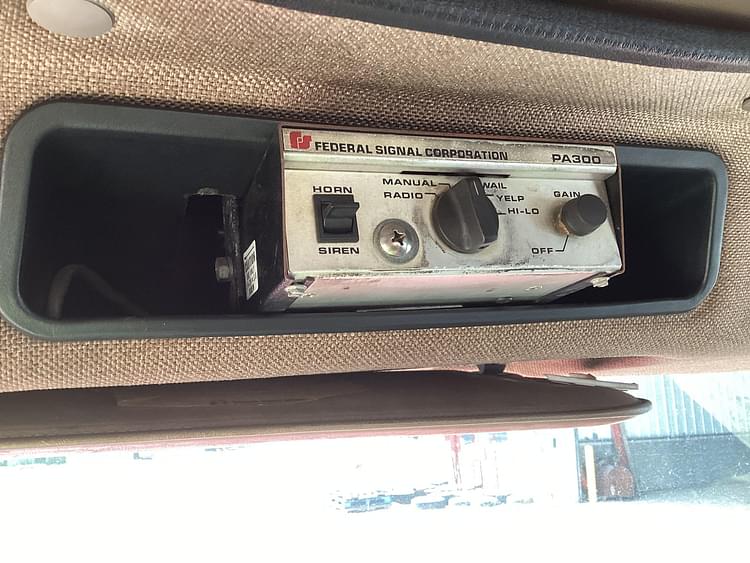 FEDERAL SIGNAL CORPORATION PA300
HORN
SIREN
MANUAL
RADIO
WAIL
YELP
HI-LO
GAIN
OFF